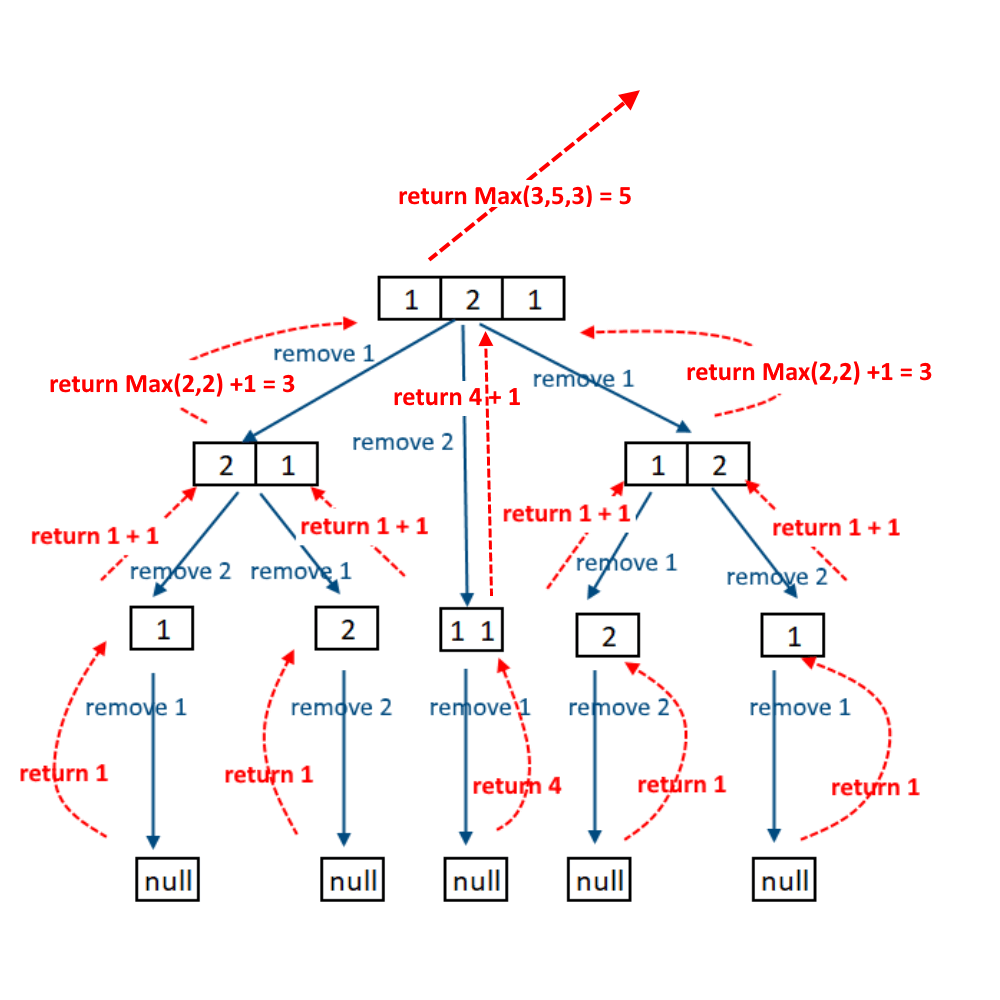 return Max(3,5,3) = 5
1 2 1
remove 1
return Max(2,2) +1 = 3
return 4 + 1
remove 1
return Max(2,2) +1 = 3
remove 2
2 1
1 2
return 1 + 1
return 1 + 1
return 1 + 1
return 1 + 1
remove 2
remove 1
remove 1
remove 2
1
2
1 1
2
1
remove 1
remove 2
remove 1
remove 2
remove 1
return 1
return 1
return 4
return 1
return 1
null
null
null
null
null